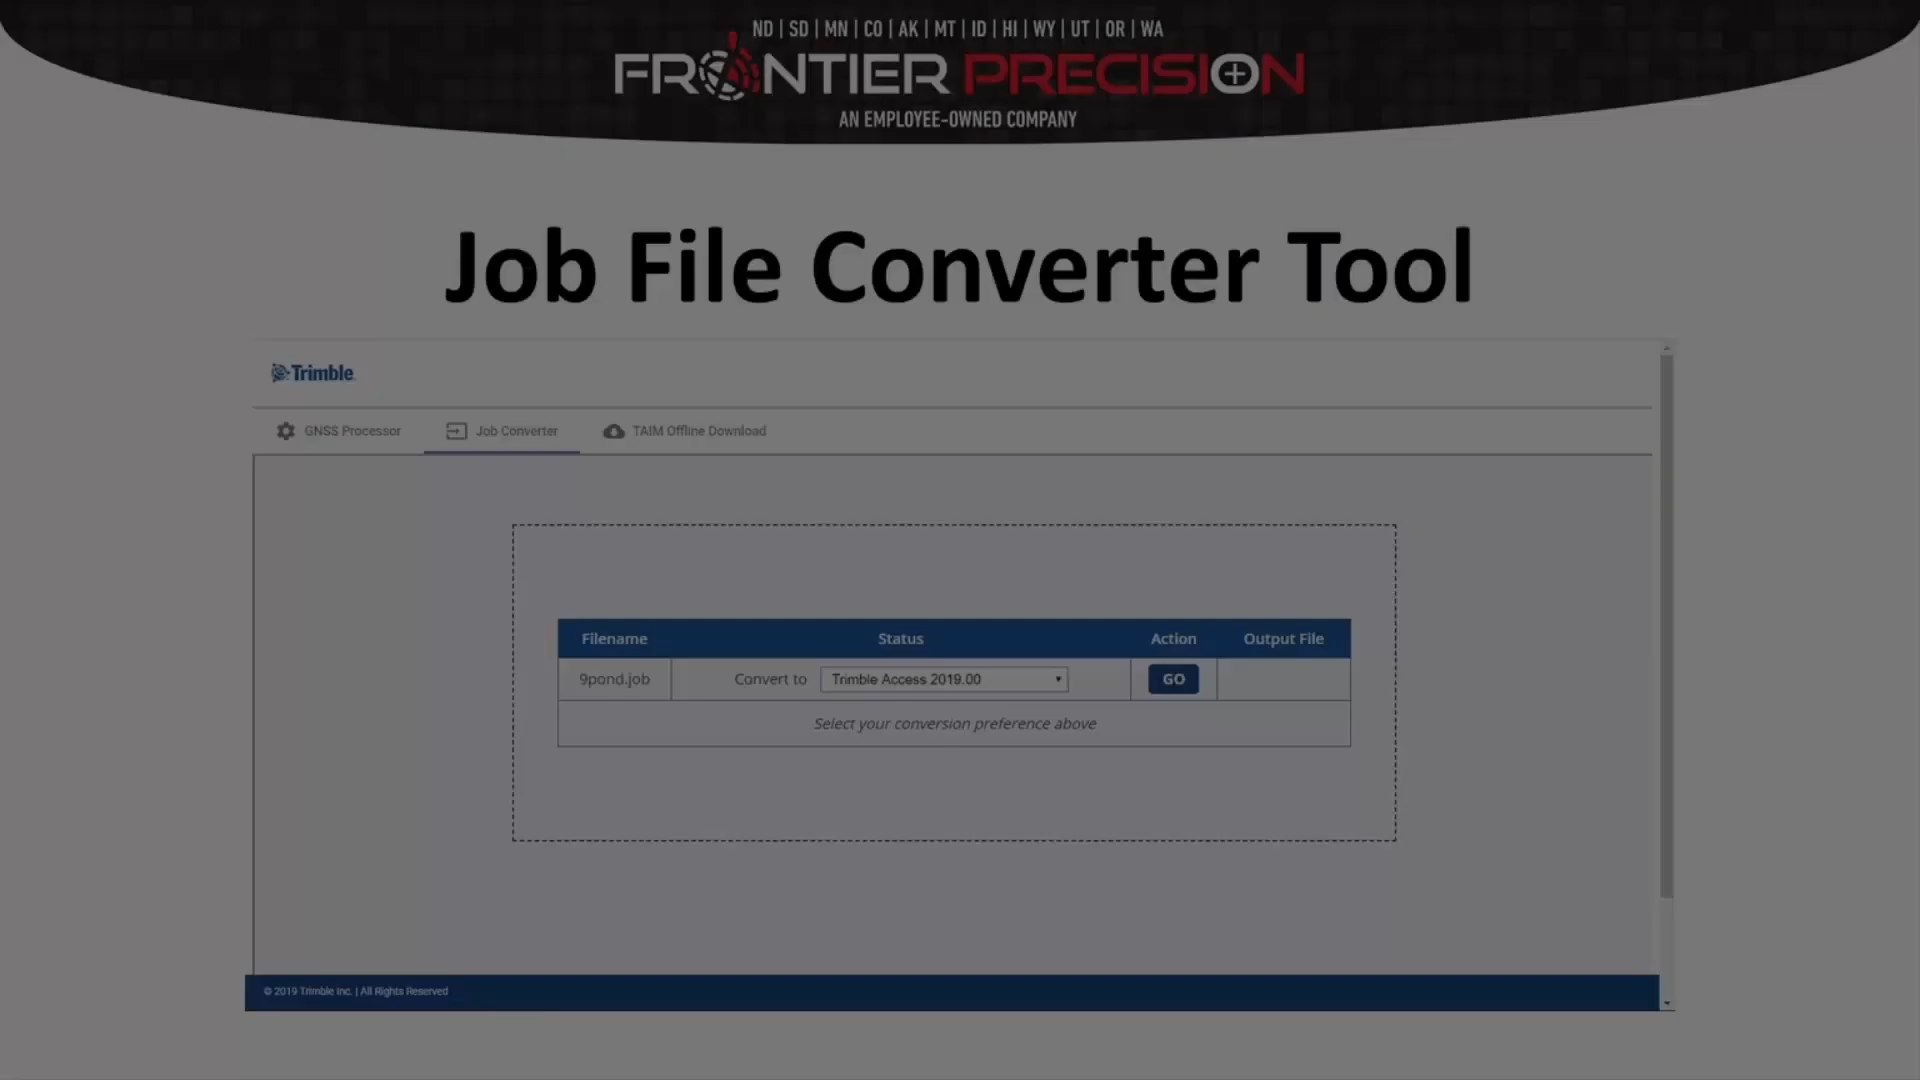 ND | SD | MN | CO | AK | MT | ID | HI | WY | UT | OR | WA
FRONTIER PRECISION
AN EMPLOYEE-OWNED COMPANY
Job File Converter Tool
Trimble
GNSS Processor Job Converter TAIM Offline Download
Filename Status Action Output File
9pond.job Convert to Trimble Access 2019.00 GO
Select your conversion preference above
© 2019 Trimble Inc. | All Rights Reserved